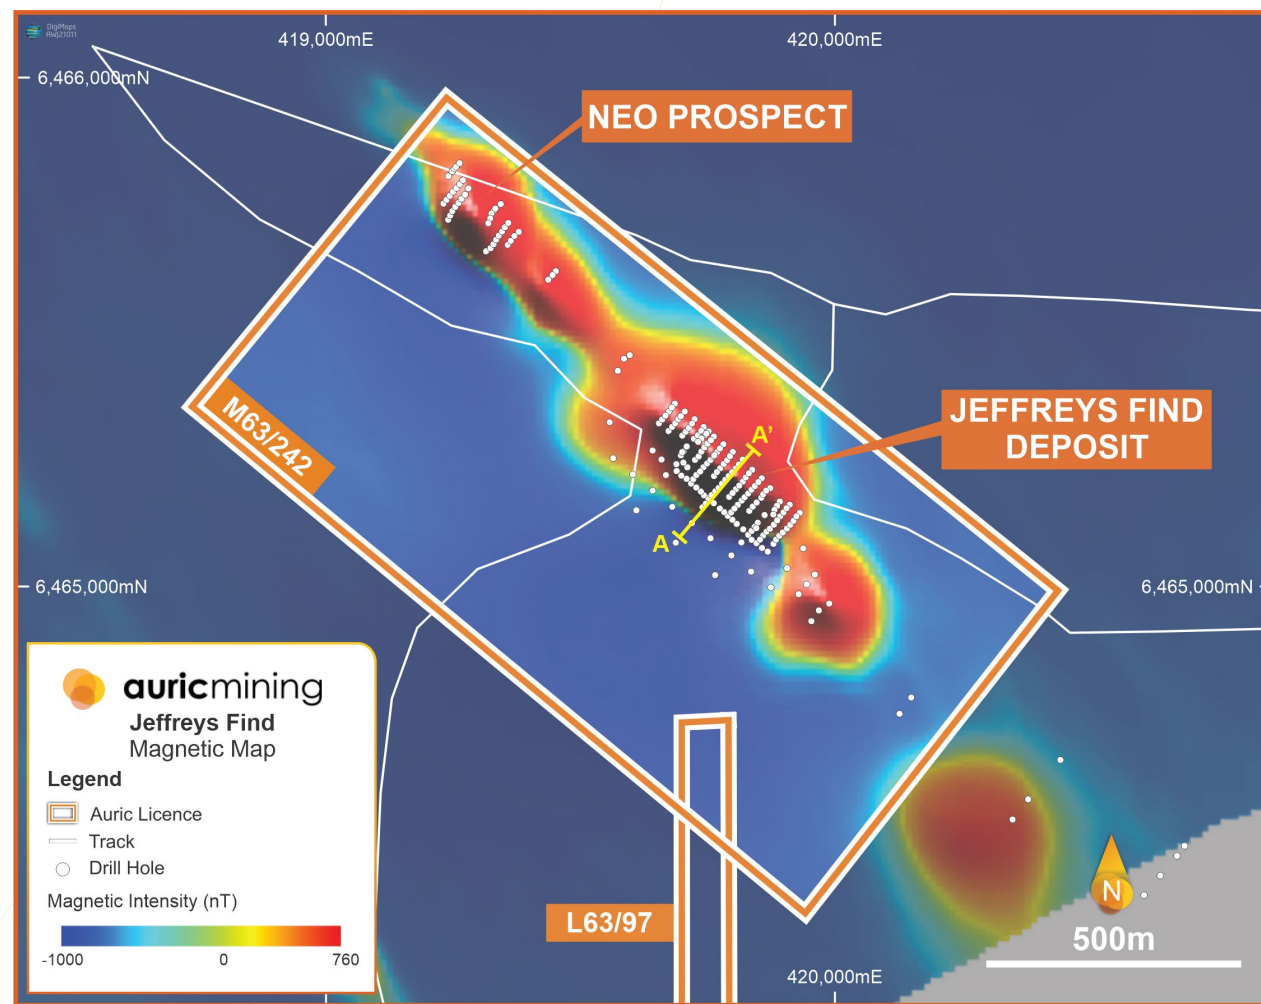 DigiMaps
RWJ21011
419,000mE
420,000mE
6,466,000mN
NEO PROSPECT
JEFFREYS FIND
DEPOSIT
M63/242
A'
A
6,465,000mN
6,465,000mN
auricmining
Jeffreys Find
Magnetic Map
Legend
Auric Licence
Track
Drill Hole
Magnetic Intensity (nT)
-1000
0
760
L63/97
N
500m
420,000mE